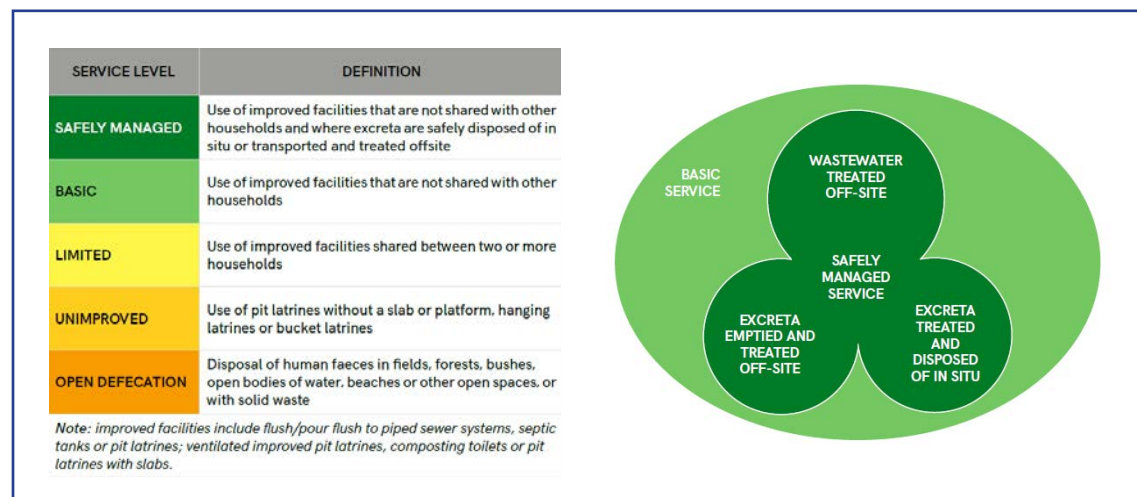 SERVICE LEVEL
DEFINITION
SAFELY MANAGED
Use of improved facilities that are not shared with other
households and where excreta are safely disposed of in
situ or transported and treated offsite
BASIC
Use of improved facilities that are not shared with other
households
LIMITED
Use of improved facilities shared between two or more
households
UNIMPROVED
Use of pit latrines without a slab or platform, hanging
latrines or bucket latrines
OPEN DEFECATION
Disposal of human faeces in fields, forests, bushes,
open bodies of water, beaches or other open spaces, or
with solid waste
Note: improved facilities include flush/pour flush to piped sewer systems, septic
tanks or pit latrines; ventilated improved pit latrines, composting toilets or pit
latrines with slabs.
BASIC
SERVICE
WASTEWATER
TREATED
OFF-SITE
SAFELY
MANAGED
SERVICE
EXCRETA
EMPTIED AND
TREATED
OFF-SITE
EXCRETA
TREATED
AND
DISPOSED
OF IN SITU